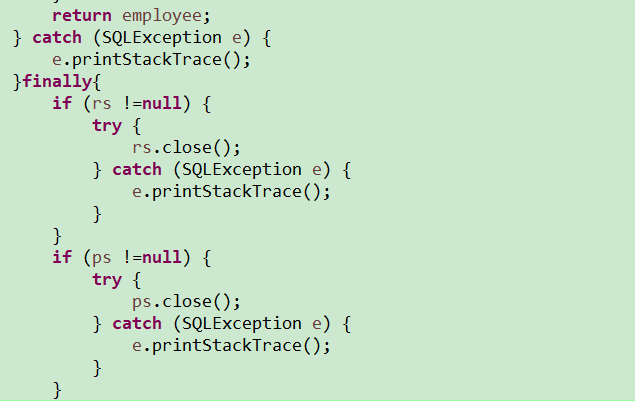 return employee;
} catch (SQLException e) {
e.printStackTrace();
}finally{
if (rs !=null) {
try {
rs.close();
} catch (SQLException e) {
e.printStackTrace();
}
}
if (ps !=null) {
try {
ps.close();
} catch (SQLException e) {
e.printStackTrace();
}
}